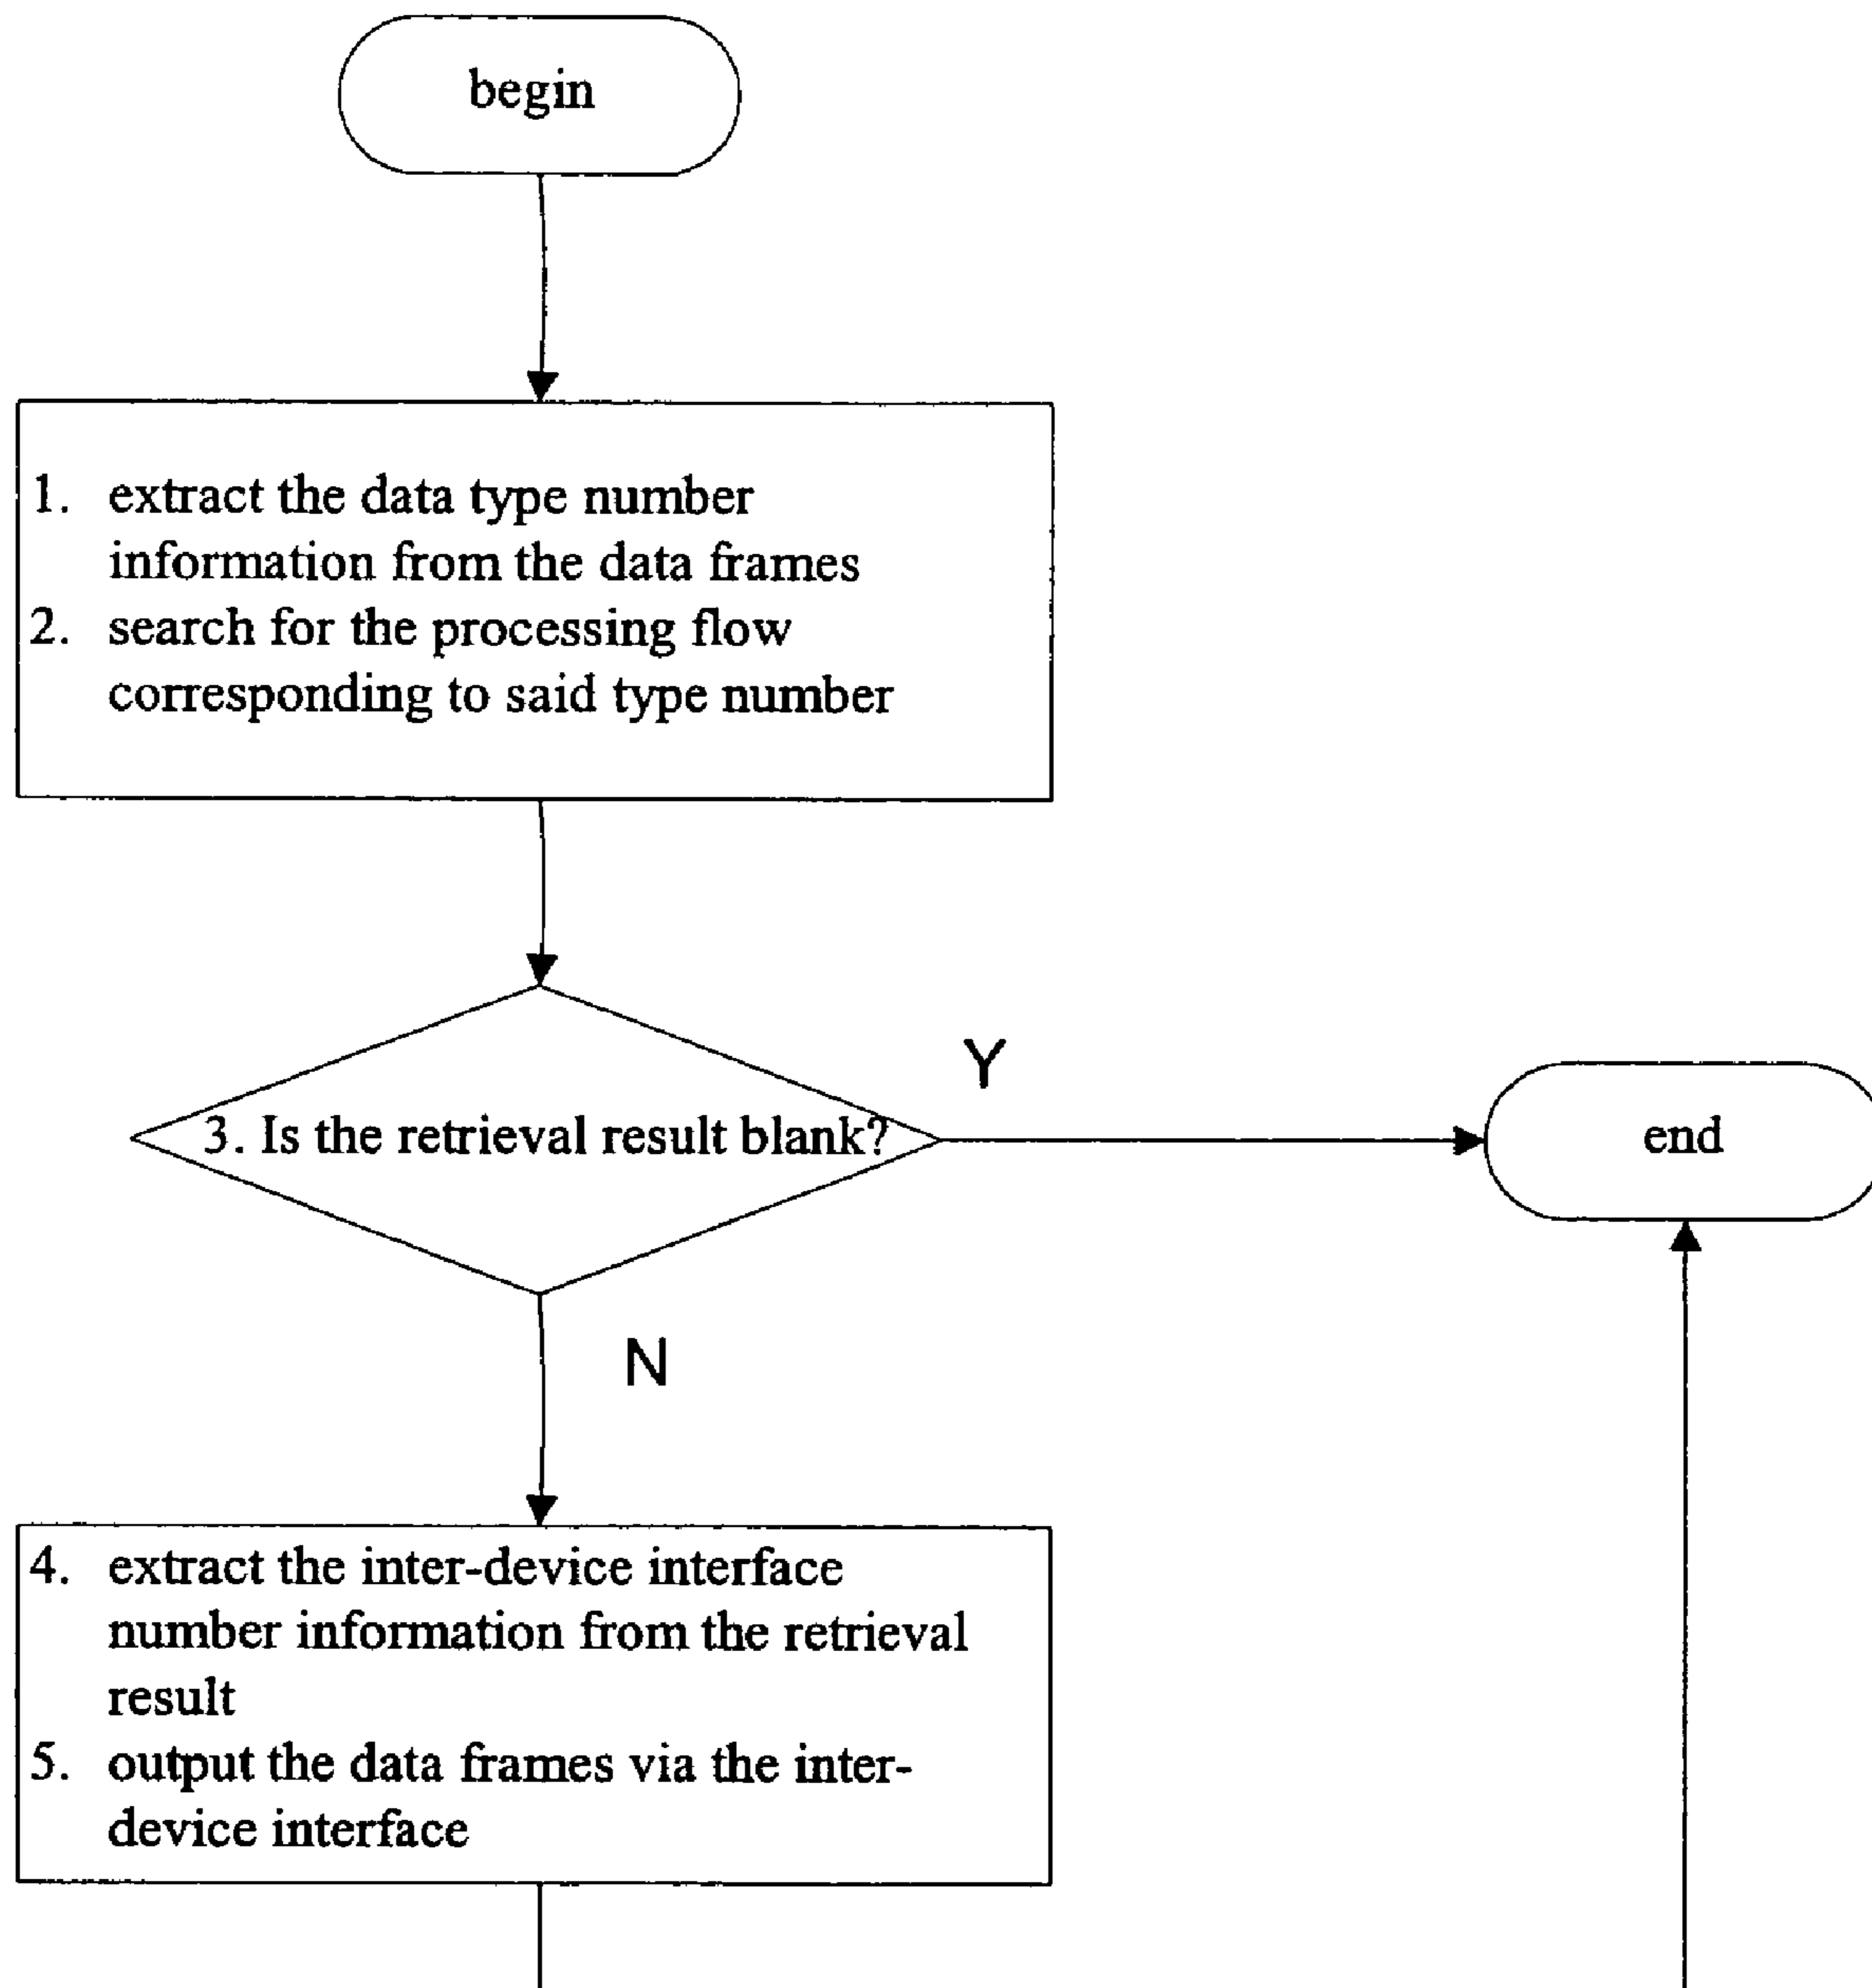 begin
1. extract the data type number
information from the data frames
2. search for the processing flow
corresponding to said type number
Y
3. Is the retrieval result blank?
end
N
4. extract the inter-device interface
number information from the retrieval
result
5. output the data frames via the inter-
device interface